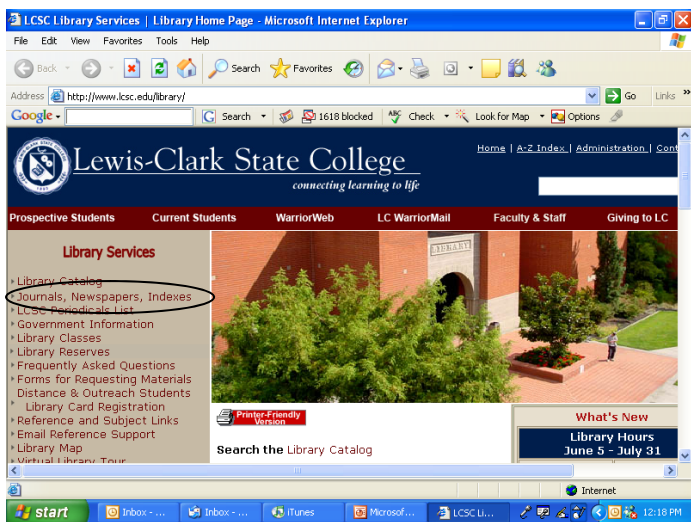 LCSC Library Services | Library Home Page - Microsoft Internet Explorer
File Edit View Favorites Tools Help
Back Search Favorites
Address http://www.lcsc.edu/library/ Go Links »
Google Search 1618 blocked ABC Check Look for Map Options
Lewis-Clark State College
connecting learning to life
Home | A-Z Index | Administration | Cont
Prospective Students Current Students WarriorWeb LC WarriorMail Faculty & Staff Giving to LC
Library Services
Library Catalog
Journals, Newspapers, Indexes
LCSC Periodicals List
Government Information
Library Classes
Library Reserves
Frequently Asked Questions
Forms for Requesting Materials
Distance & Outreach Students
Library Card Registration
Reference and Subject Links
Email Reference Support
Library Map
Virtual Library Tour
LIBRARY
Printer-Friendly
Version
Search the Library Catalog
What's New
Library Hours
June 5 - July 31
Internet
start Inbox - ... Inbox - ... iTunes Microsof... LCSC Li... 12:18 PM